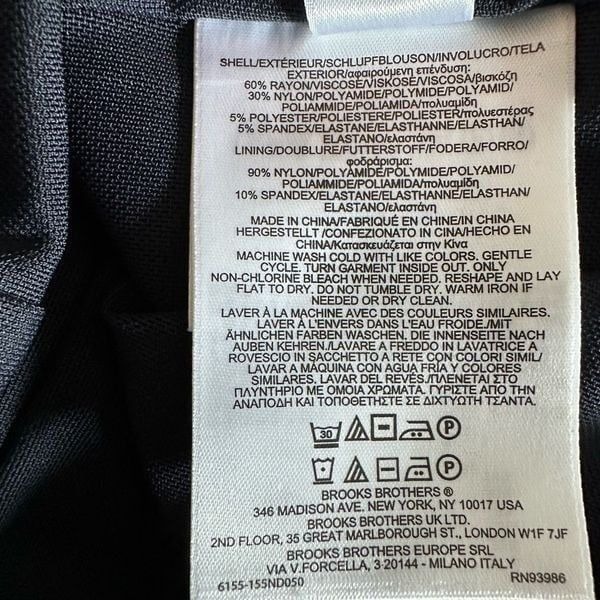 SHELL/EXTÉRIEUR/SCHLUPFBLOUSON/INVOLUCRO/TELA
EXTERIOR/αφαιρούμενη επένδυση:
60% RAYON/VISCOSE/VISKOSE/VISCOSA/βισκόζη
30% NYLON/POLYAMIDE/POLYMIDE/POLYAMID/
POLIAMMIDE/POLIAMIDA/πολυαμίδη
5% POLYESTER/POLIESTERE/POLIESTER/πολυεστέρας
5% SPANDEX/ELASTANE/ELASTHANNE/ELASTHAN/
ELASTANO/ελαστάνη
LINING/DOUBLURE/FUTTERSTOFF/FODERA/FORRO/
φοδράρισμα:
90% NYLON/POLYAMIDE/POLYMIDE/POLYAMID/
POLIAMMIDE/POLIAMIDA/πολυαμίδη
10% SPANDEX/ELASTANE/ELASTHANNE/ELASTHAN/
ELASTANO/ελαστάνη
MADE IN CHINA/FABRIQUÉ EN CHINE/IN CHINA
HERGESTELLT/CONFEZIONATO IN CINA/HECHO EN
CHINA/Κατασκευάζεται στην Κίνα
MACHINE WASH COLD WITH LIKE COLORS. GENTLE
CYCLE. TURN GARMENT INSIDE OUT. ONLY
NON-CHLORINE BLEACH WHEN NEEDED. RESHAPE AND LAY
FLAT TO DRY. DO NOT TUMBLE DRY. WARM IRON IF
NEEDED OR DRY CLEAN.
LAVER À LA MACHINE AVEC DES COULEURS SIMILAIRES.
LAVER À L'ENVERS DANS L'EAU FROIDE./MIT
ÄHNLICHEN FARBEN WASCHEN. DIE INNENSEITE NACH
AUßEN KEHREN./LAVARE A FREDDO IN LAVATRICE A
ROVESCIO IN SACCHETTO A RETE CON COLORI SIMIL/
LAVAR A MÁQUINA CON AGUA FRÍA Y COLORES
SIMILARES. LAVAR DEL REVÉS./ΠΛΕΝΕΤΑΙ ΣΤΟ
ΠΛΥΝΤΗΡΙΟ ΜΕ ΟΜΟΙΑ ΧΡΩΜΑΤΑ. ΓΥΡΙΣΤΕ ΑΠΟ ΤΗΝ
ΑΝΑΠΟΔΗ ΚΑΙ ΤΟΠΟΘΕΤΗΣΤΕ ΣΕ ΔΙΧΤΥΩΤΗ ΤΣΑΝΤΑ.
30 P
P
BROOKS BROTHERS ®
346 MADISON AVE, NEW YORK, NY 10017 USA
BROOKS BROTHERS UK LTD.
2ND FLOOR, 35 GREAT MARLBOROUGH ST., LONDON W1F 7JF
BROOKS BROTHERS EUROPE SRL
VIA V.FORCELLA, 3 20144 - MILANO ITALY
6155-155ND050 RN93986